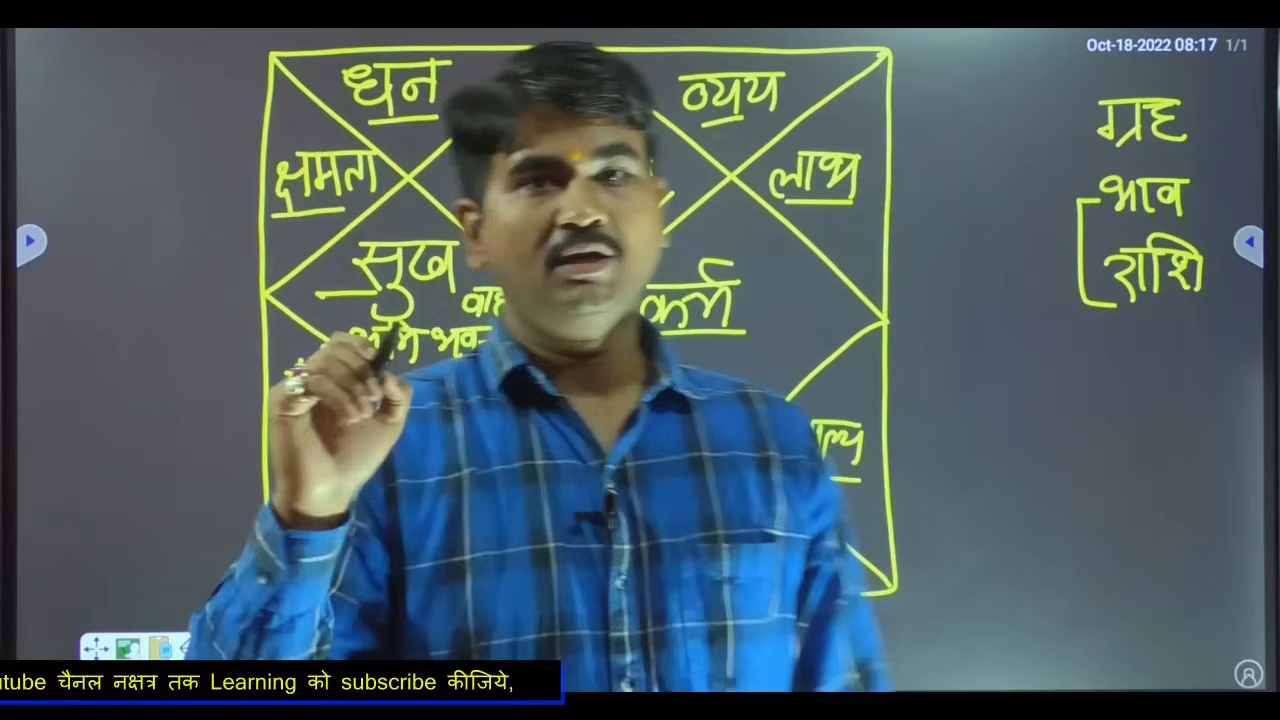 Oct-18-2022 08:17 1/1
धन
व्यय
ग्रह
क्षमता
लाभ
भाव
सुख
कर्म
राशि
utube चैनल नक्षत्र तक Learning को subscribe कीजिये,